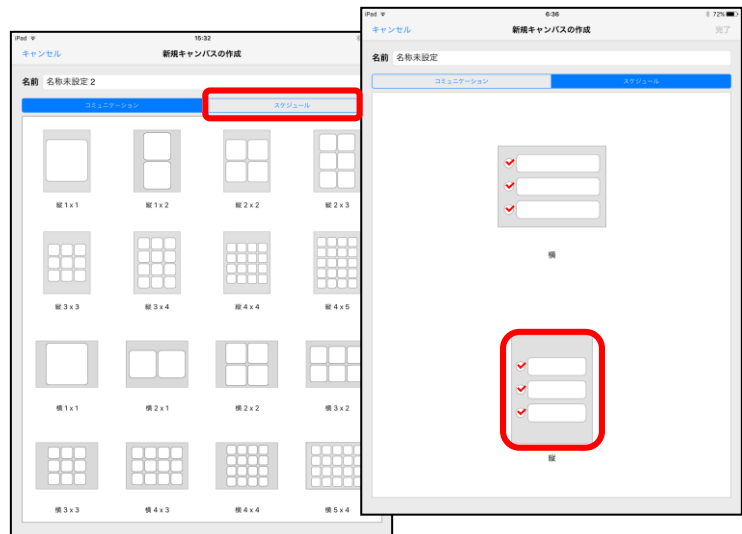 iPad
15:32
キャンセル
新規キャンバスの作成
名前 名称未設定 2
コミュニケーション
スケジュール
縦 1 x 1
縦 1 x 2
縦 2 x 2
縦 2 x 3
縦 3 x 3
縦 3 x 4
縦 4 x 4
縦 4 x 5
横 1 x 1
横 2 x 1
横 2 x 2
横 3 x 2
横 3 x 3
横 4 x 3
横 4 x 4
横 5 x 4
iPad
6:36
72%
キャンセル
新規キャンバスの作成
完了
名前 名称未設定
コミュニケーション
スケジュール
横
縦